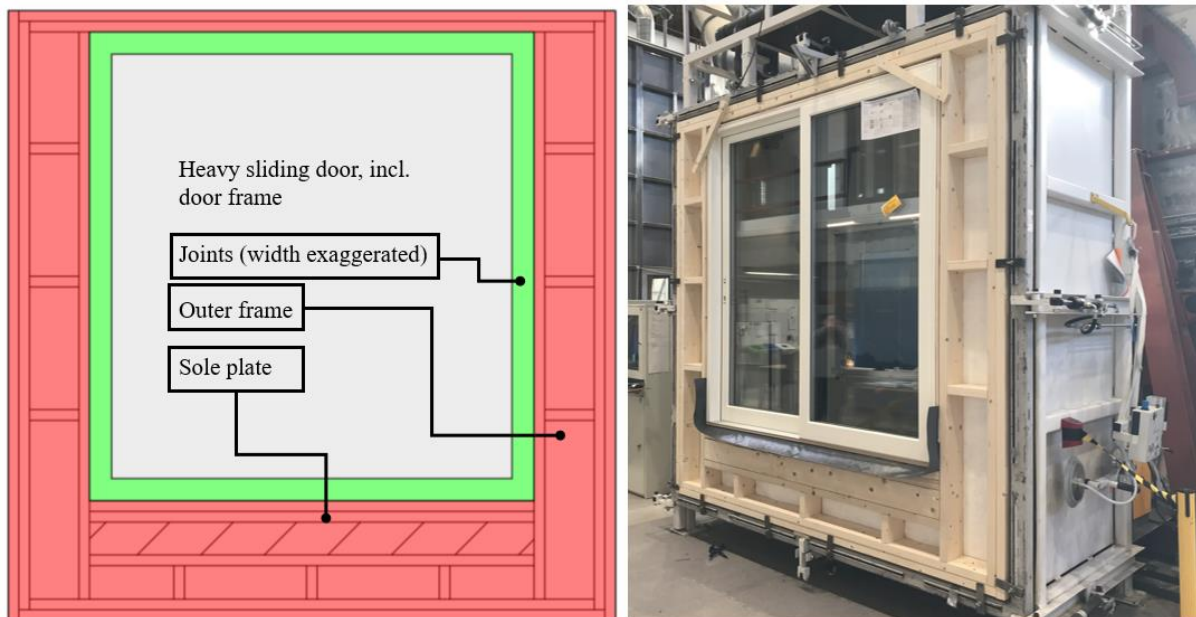 Heavy sliding door, incl.
door frame
Joints (width exaggerated)
Outer frame
Sole plate